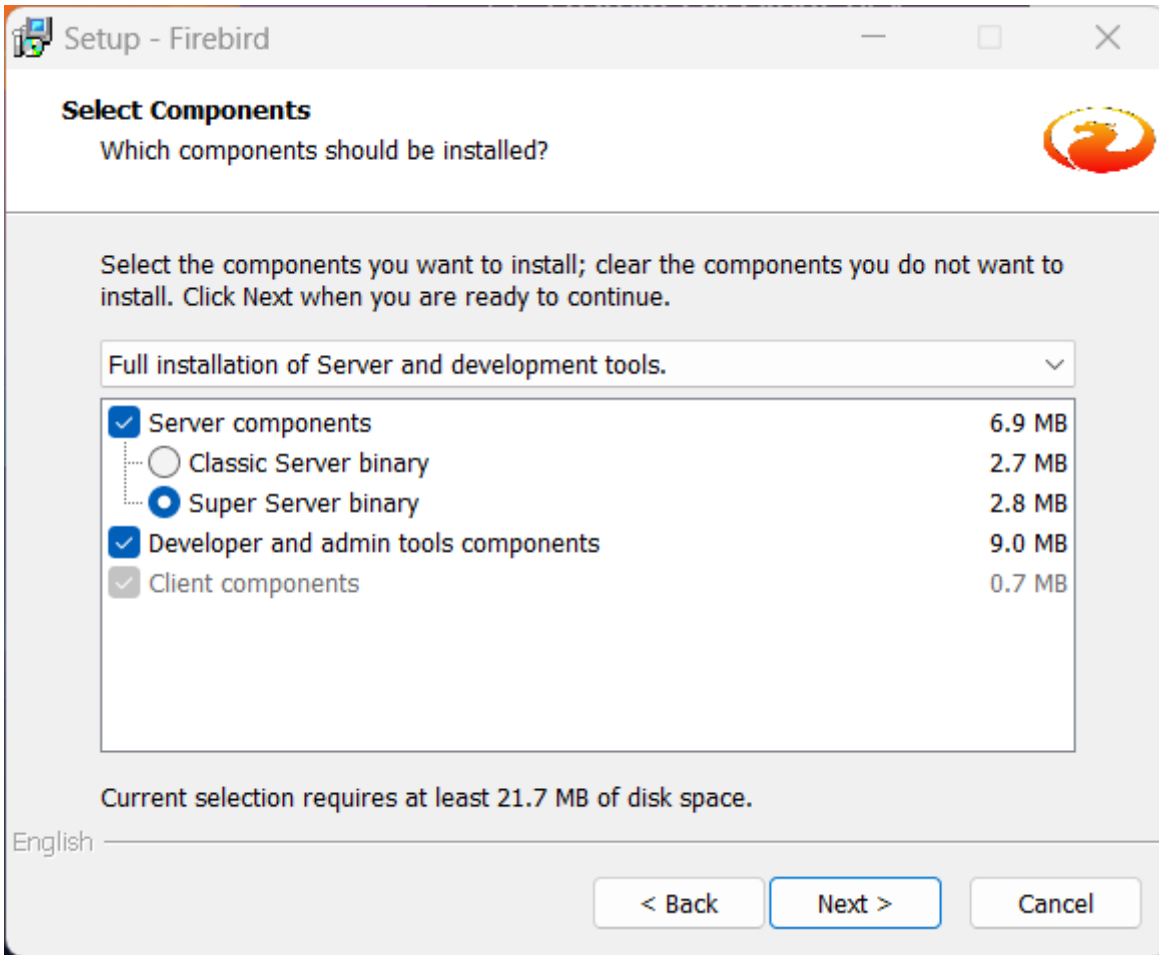 Setup - Firebird
Select Components
Which components should be installed?
Select the components you want to install; clear the components you do not want to
install. Click Next when you are ready to continue.
Full installation of Server and development tools.
Server components 6.9 MB
Classic Server binary 2.7 MB
Super Server binary 2.8 MB
Developer and admin tools components 9.0 MB
Client components 0.7 MB
Current selection requires at least 21.7 MB of disk space.
English
< Back Next > Cancel